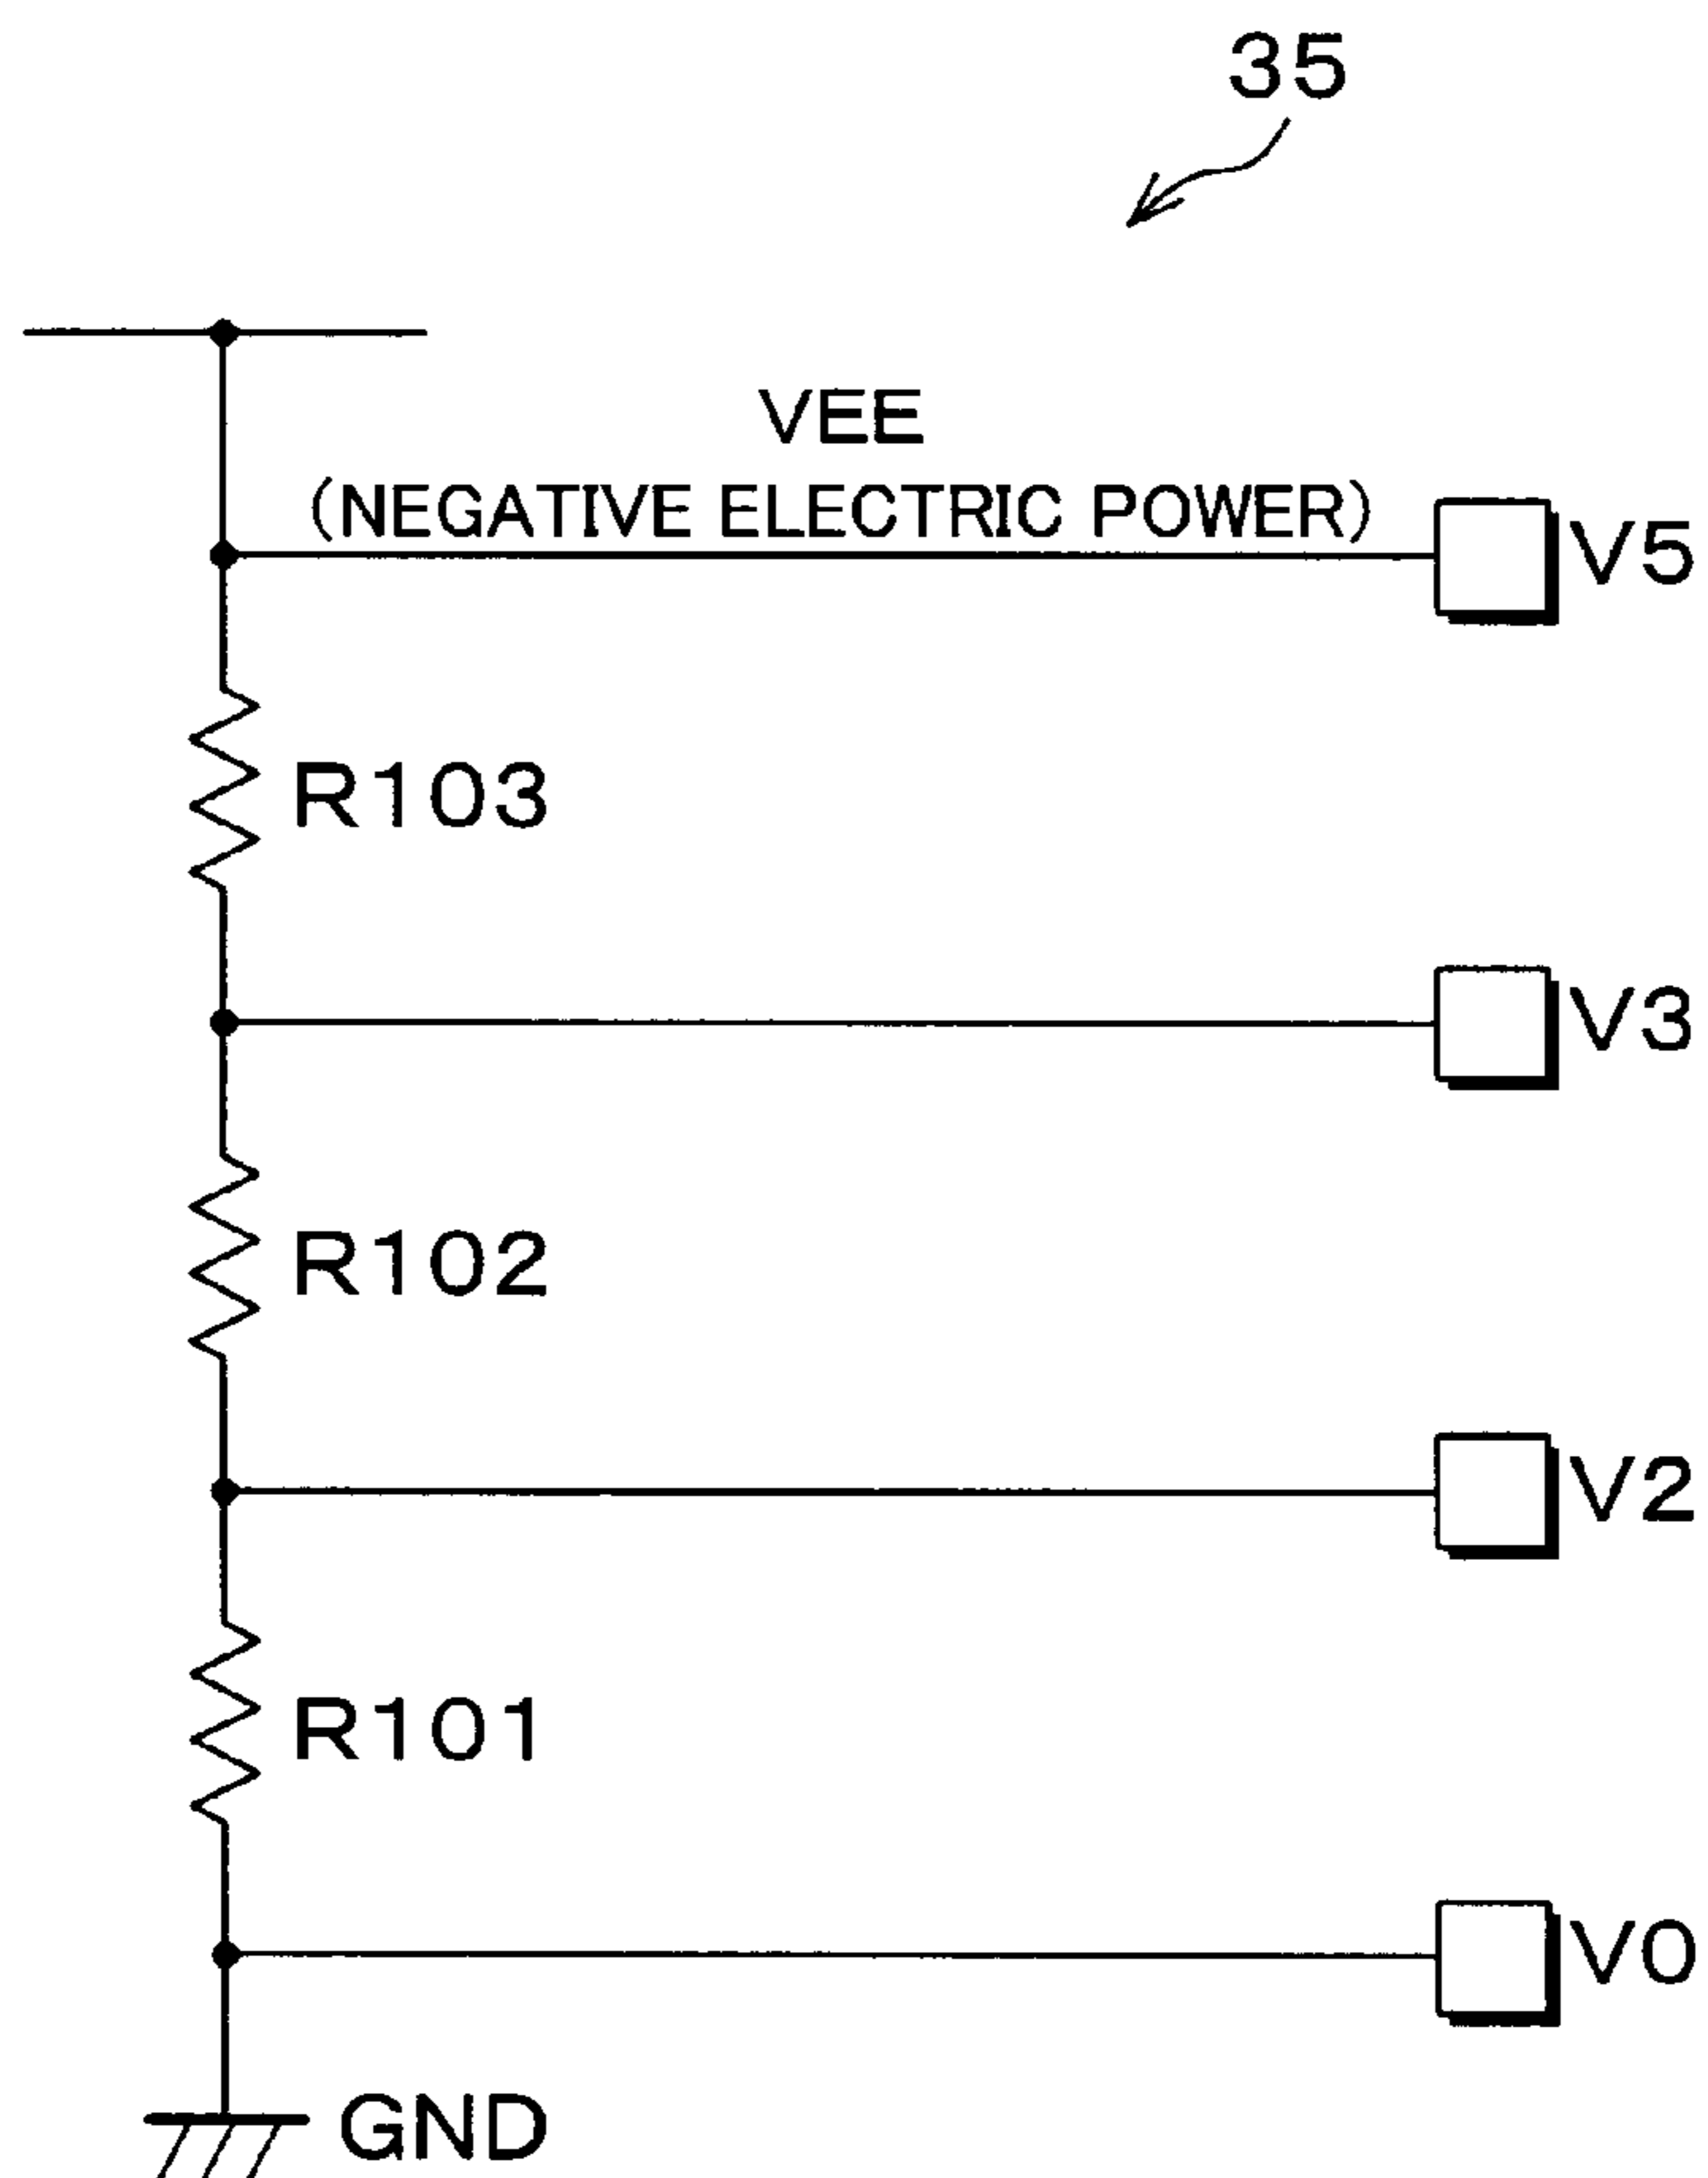 35
VEE
(NEGATIVE ELECTRIC POWER)
V5
R103
V3
R102
V2
R101
V0
GND